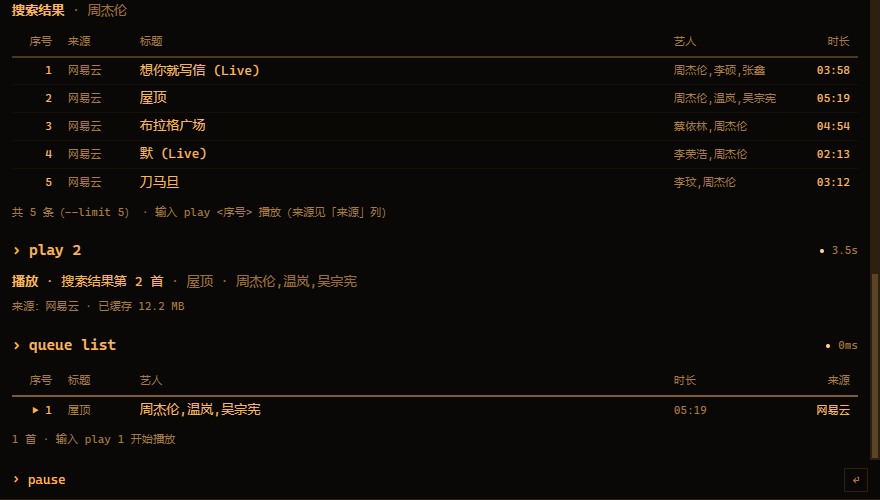 搜索结果 · 周杰伦
序号 来源 标题 艺人 时长
1 网易云 想你就写信 (Live) 周杰伦,李硕,张鑫 03:58
2 网易云 屋顶 周杰伦,温岚,吴宗宪 05:19
3 网易云 布拉格广场 蔡依林,周杰伦 04:54
4 网易云 默 (Live) 李荣浩,周杰伦 02:13
5 网易云 刀马旦 李玟,周杰伦 03:12
共 5 条 (--limit 5) · 输入 play <序号> 播放 (来源见「来源」列)
› play 2 • 3.5s
播放 · 搜索结果第 2 首 · 屋顶 · 周杰伦,温岚,吴宗宪
来源: 网易云 · 已缓存 12.2 MB
› queue list • 0ms
序号 标题 艺人 时长 来源
▶ 1 屋顶 周杰伦,温岚,吴宗宪 05:19 网易云
1 首 · 输入 play 1 开始播放
› pause ↵